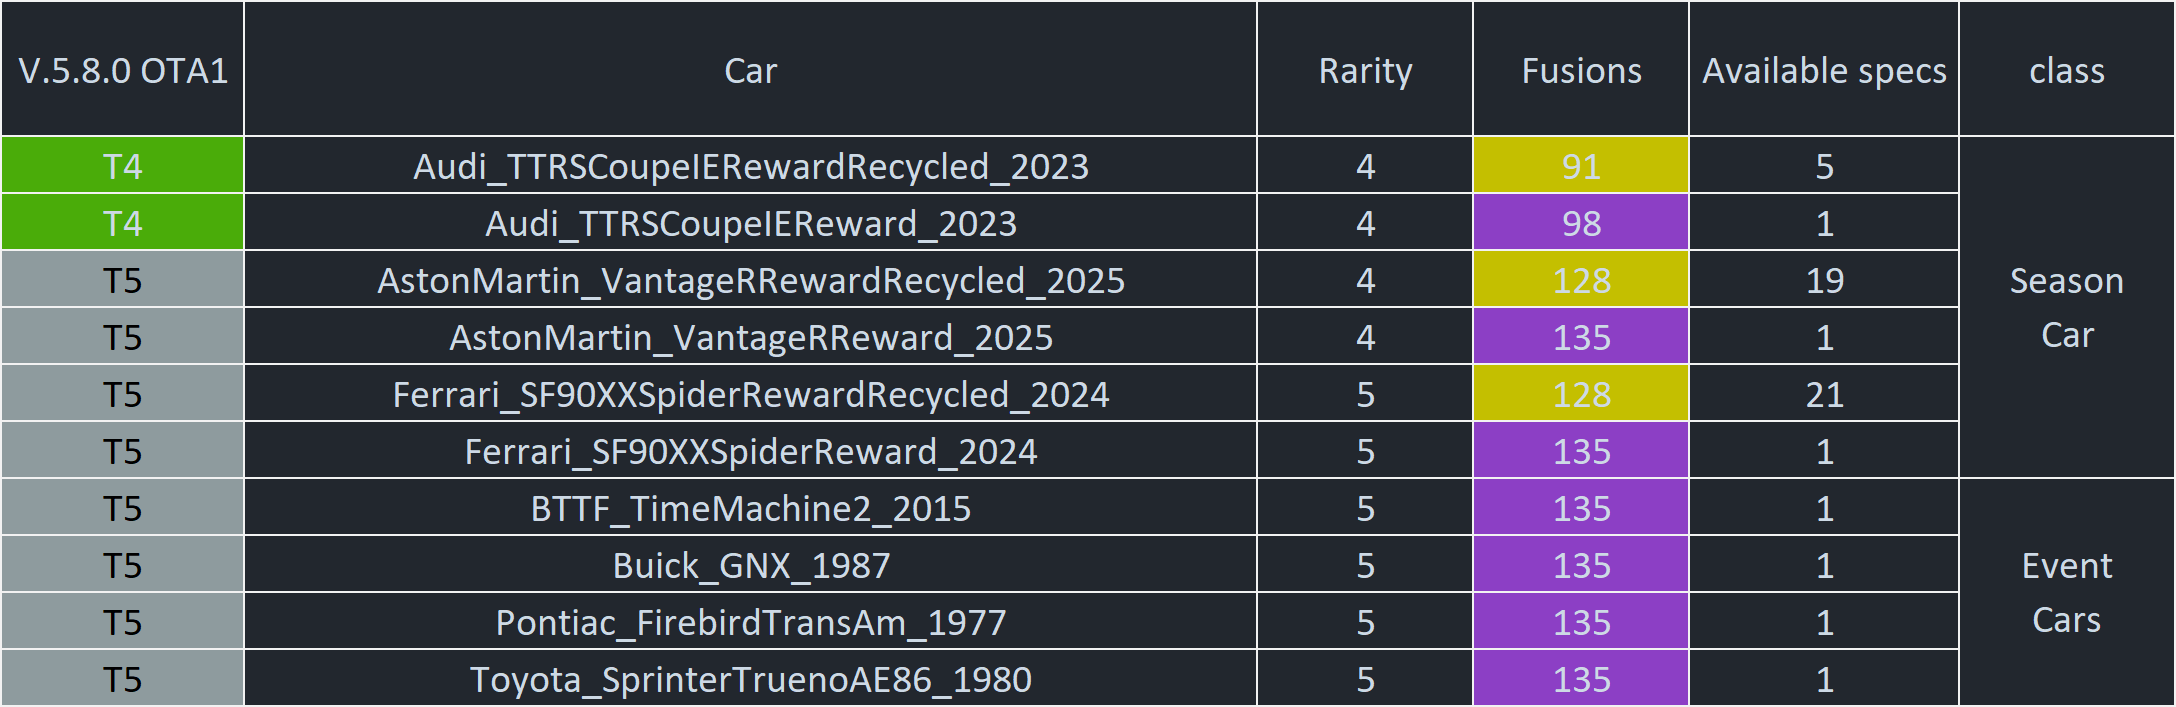 V.5.8.0 OTA1 Car Rarity Fusions Available specs class
T4 Audi_TTRSCoupeIERewardRecycled_2023 4 91 5
T4 Audi_TTRSCoupeIEReward_2023 4 98 1
T5 AstonMartin_VantageRRewardRecycled_2025 4 128 19
T5 AstonMartin_VantageRReward_2025 4 135 1
T5 Ferrari_SF90XXSpiderRewardRecycled_2024 5 128 21
T5 Ferrari_SF90XXSpiderReward_2024 5 135 1
Season
Car
T5 BTTF_TimeMachine2_2015 5 135 1
T5 Buick_GNX_1987 5 135 1
T5 Pontiac_FirebirdTransAm_1977 5 135 1
T5 Toyota_SprinterTruenoAE86_1980 5 135 1
Event
Cars